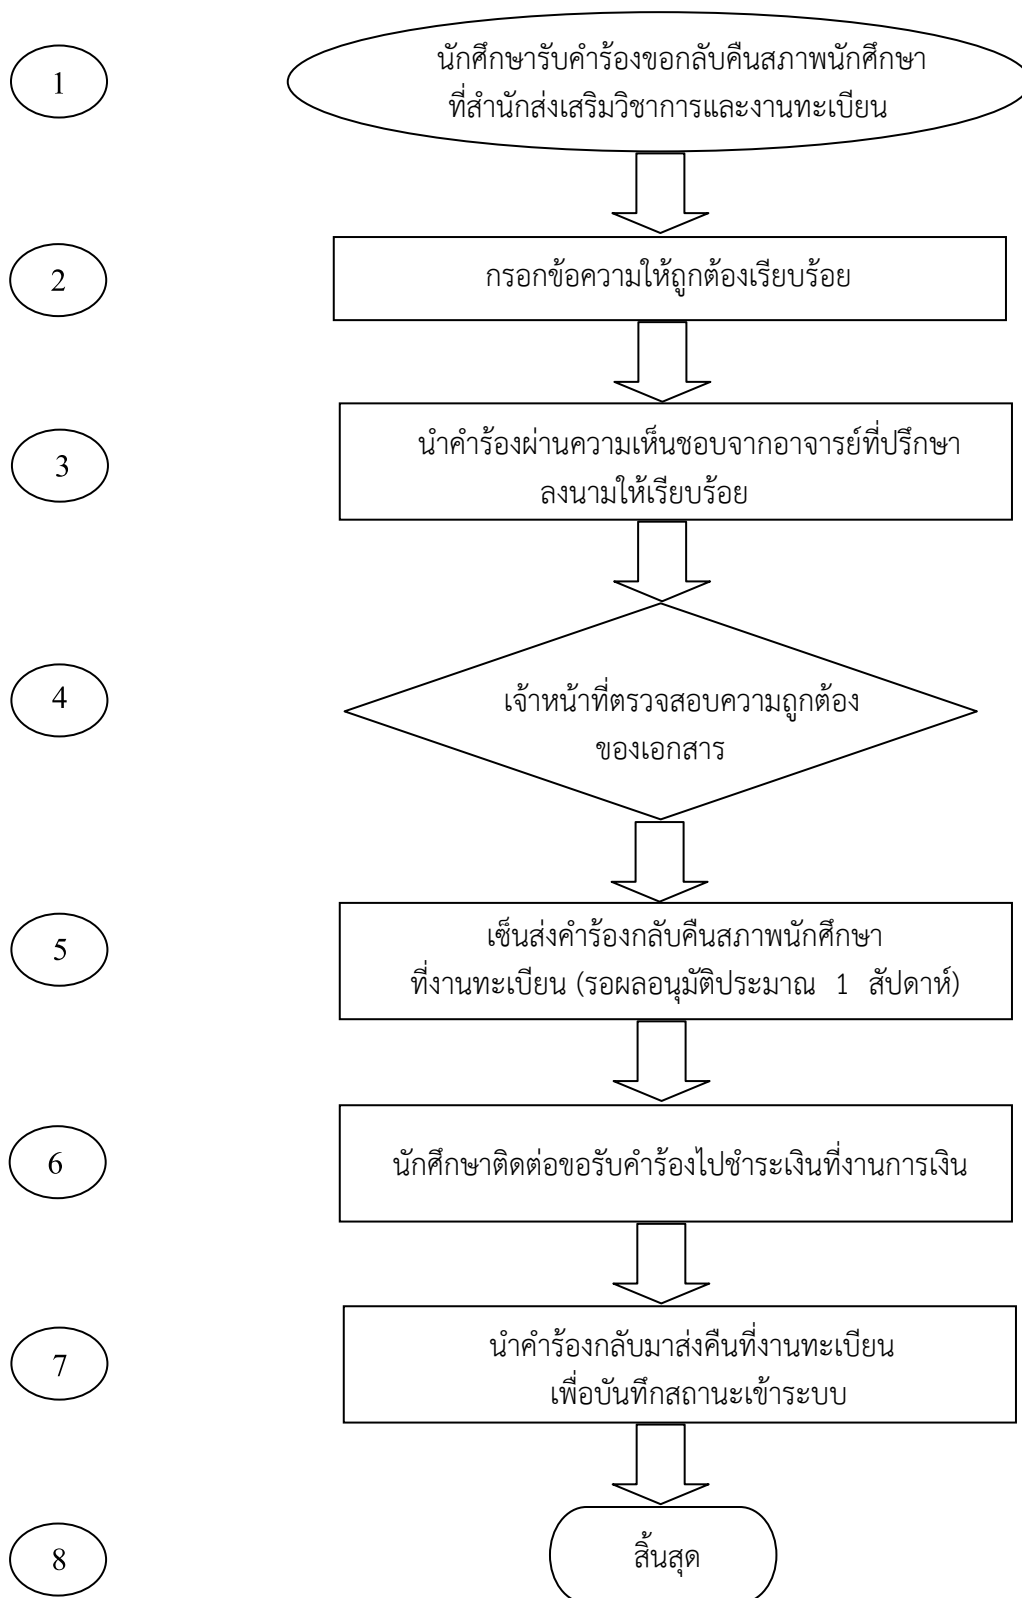 1
นักศึกษารับคำร้องขอกลับคืนสภาพนักศึกษา
ที่สำนักส่งเสริมวิชาการและงานทะเบียน
2
กรอกข้อความให้ถูกต้องเรียบร้อย
3
นำคำร้องผ่านความเห็นชอบจากอาจารย์ที่ปรึกษา
ลงนามให้เรียบร้อย
4
เจ้าหน้าที่ตรวจสอบความถูกต้อง
ของเอกสาร
5
เซ็นส่งคำร้องกลับคืนสภาพนักศึกษา
ที่งานทะเบียน (รอผลอนุมัติประมาณ 1 สัปดาห์)
6
นักศึกษาติดต่อขอรับคำร้องไปชำระเงินที่งานการเงิน
7
นำคำร้องกลับมาส่งคืนที่งานทะเบียน
เพื่อบันทึกสถานะเข้าระบบ
8
สิ้นสุด